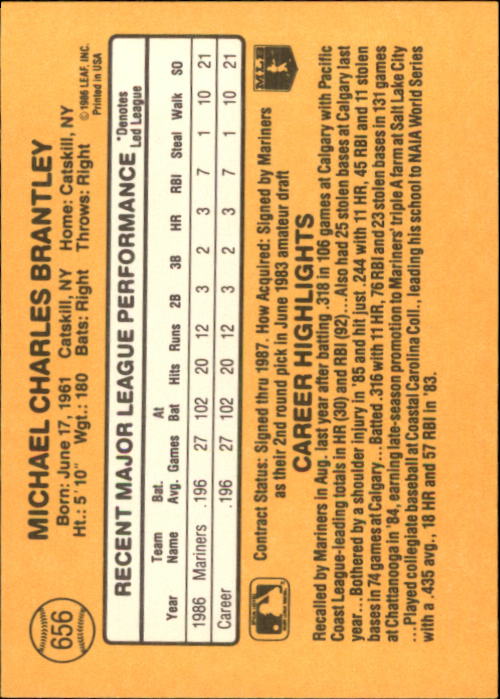 656
MICHAEL CHARLES BRANTLEY
Born: June 17, 1961 Catskill, NY Home: Catskill, NY
Ht.: 5' 10" Wgt.: 180 Bats: Right Throws: Right
© 1986 LEAF, INC.
Printed in USA
RECENT MAJOR LEAGUE PERFORMANCE *Denotes Led League
Year Team Name Bat. Avg. Games At Bat Hits Runs 2B 3B HR RBI Steal Walk SO
1986 Mariners .196 27 102 20 12 3 2 3 7 1 10 21
Career .196 27 102 20 12 3 2 3 7 1 10 21
MLB
Contract Status: Signed thru 1987. How Acquired: Signed by Mariners
as their 2nd round pick in June 1983 amateur draft
CAREER HIGHLIGHTS
Recalled by Mariners in Aug. last year after batting .318 in 106 games at Calgary with Pacific
Coast League-leading totals in HR (30) and RBI (92)...Also had 25 stolen bases at Calgary last
year...Bothered by a shoulder injury in '85 and hit just .244 with 11 HR, 45 RBI and 11 stolen
bases in 74 games at Calgary...Batted .316 with 11 HR, 76 RBI and 23 stolen bases in 131 games
at Chattanooga in '84, earning late-season promotion to Mariners' triple A farm at Salt Lake City
...Played collegiate baseball at Coastal Carolina Coll., leading his school to NAIA World Series
with a .435 avg., 18 HR and 57 RBI in '83.